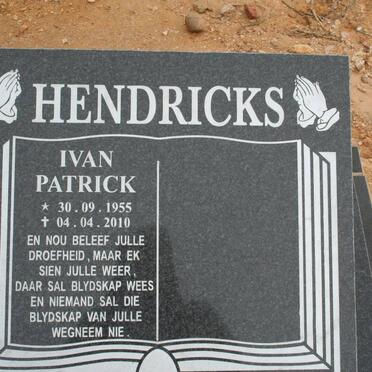 HENDRICKS
IVAN
PATRICK
★ 30.09.1955
✝ 04.04.2010
EN NOU BELEEF JULLE
DROEFHEID, MAAR EK
SIEN JULLE WEER,
DAAR SAL BLYDSKAP WEES
EN NIEMAND SAL DIE
BLYDSKAP VAN JULLE
WEGNEEM NIE.